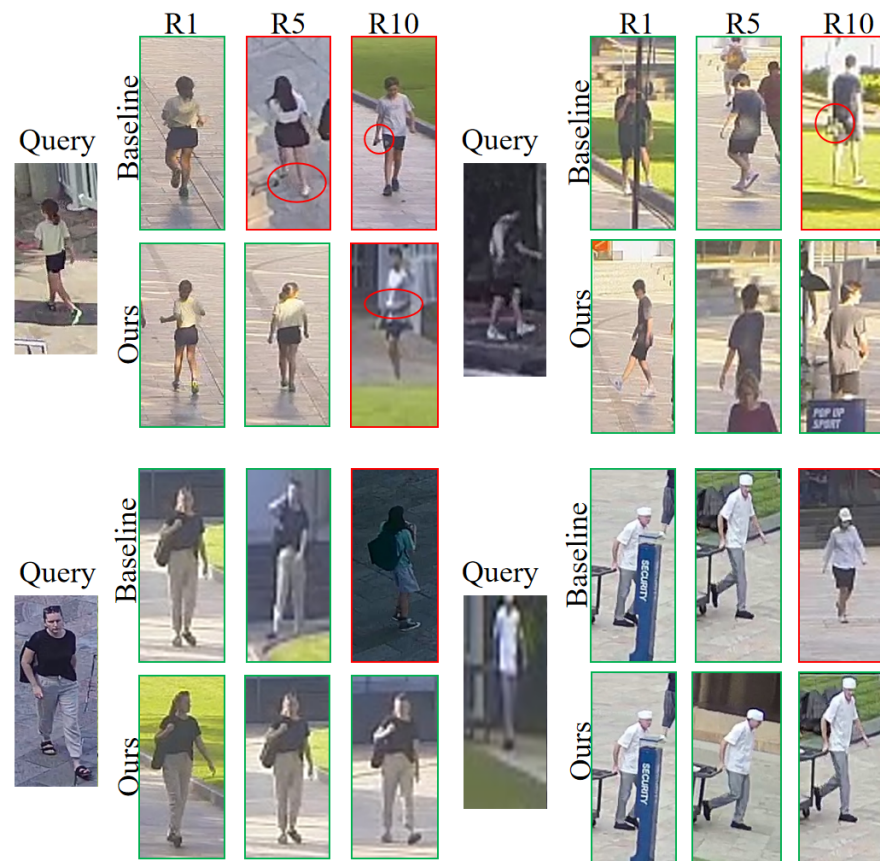 R1 R5 R10
Baseline
Query
Ours
R1 R5 R10
Baseline
Query
Ours
POP UP
SPORT
Baseline
Query
Ours
Baseline
SECURITY
Query
Ours
SECURITY